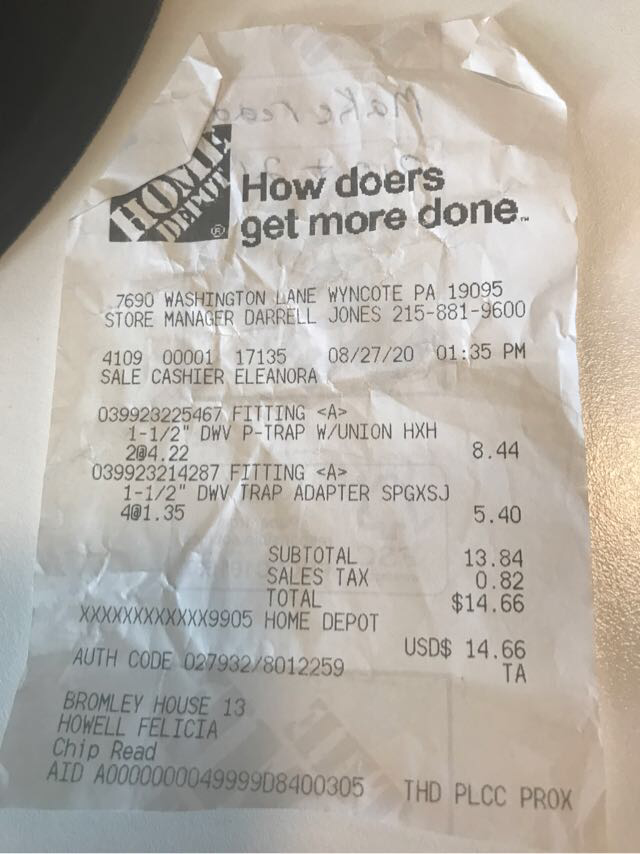 HOME DEPOT
How doers
get more done™
7690 WASHINGTON LANE WYNCOTE PA 19095
STORE MANAGER DARRELL JONES 215-881-9600
4109 00001 17135 08/27/20 01:35 PM
SALE CASHIER ELEANORA
039923225467 FITTING <A>
1-1/2" DWV P-TRAP W/UNION HXH
2@4.22 8.44
039923214287 FITTING <A>
1-1/2" DWV TRAP ADAPTER SPGXSJ
4@1.35 5.40
SUBTOTAL 13.84
SALES TAX 0.82
TOTAL $14.66
XXXXXXXXXXXX9905 HOME DEPOT
USD$ 14.66
AUTH CODE 027932/8012259 TA
BROMLEY HOUSE 13
HOWELL FELICIA
Chip Read
AID A0000000049999D8400305 THD PLCC PROX